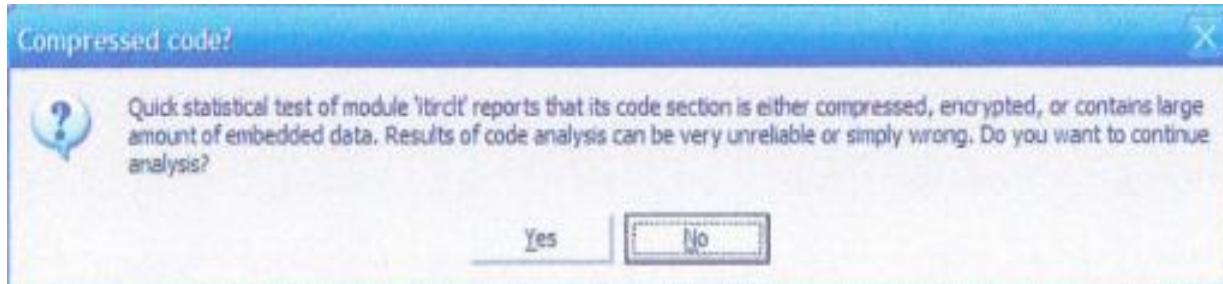 Compressed code?
Quick statistical test of module 'itircit' reports that its code section is either compressed, encrypted, or contains large
amount of embedded data. Results of code analysis can be very unreliable or simply wrong. Do you want to continue
analysis?
Yes No